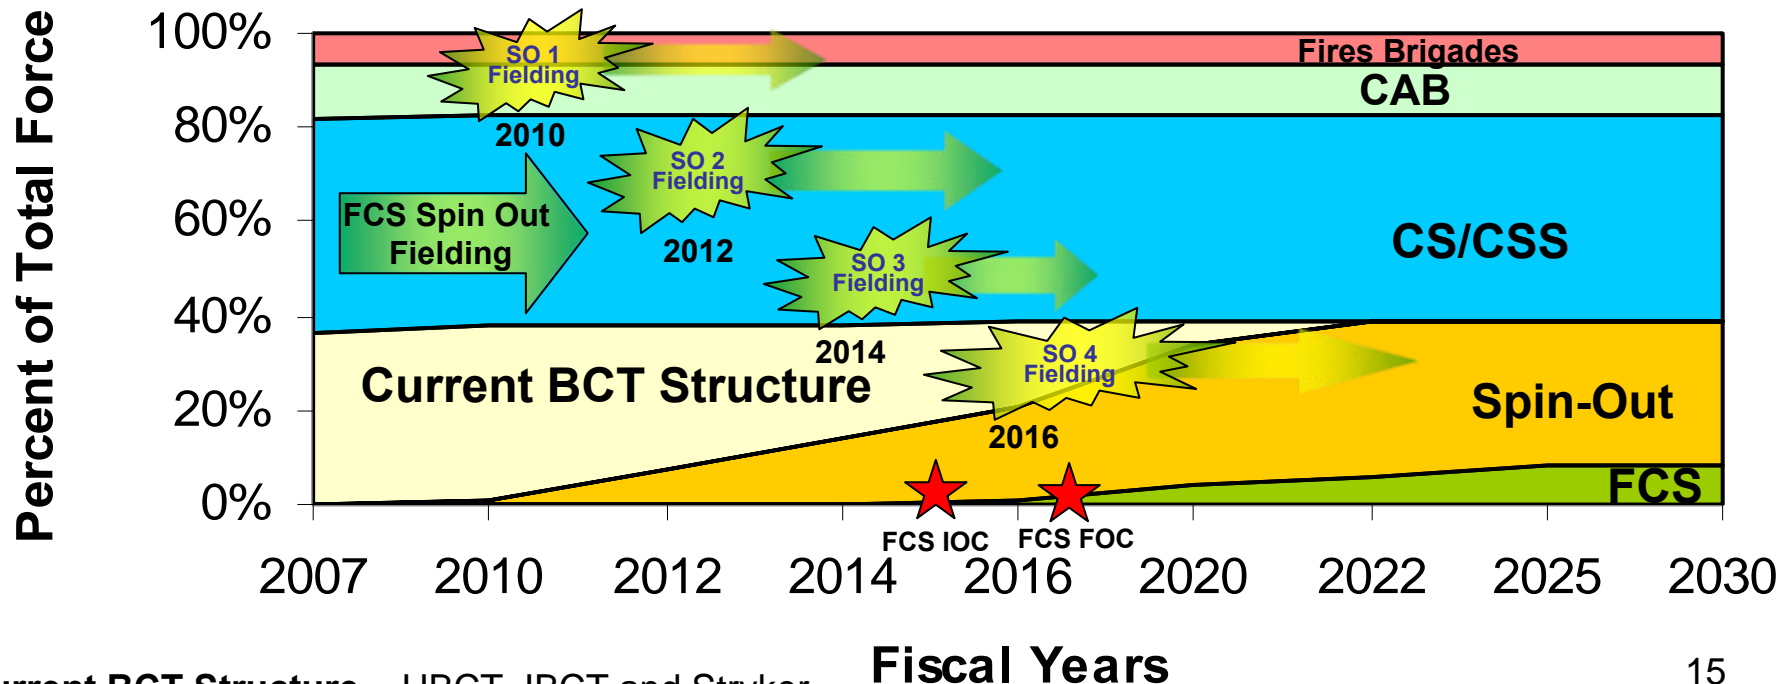 Percent of Total Force
100%
80%
60%
40%
20%
0%
Fires Brigades
CAB
CS/CSS
Spin-Out
FCS
Current BCT Structure
FCS Spin Out
Fielding
SO 1
Fielding
2010
SO 2
Fielding
2012
SO 3
Fielding
2014
SO 4
Fielding
2016
FCS IOC
FCS FOC
2007 2010 2012 2014 2016 2020 2022 2025 2030
Fiscal Years
15
BCT Structure